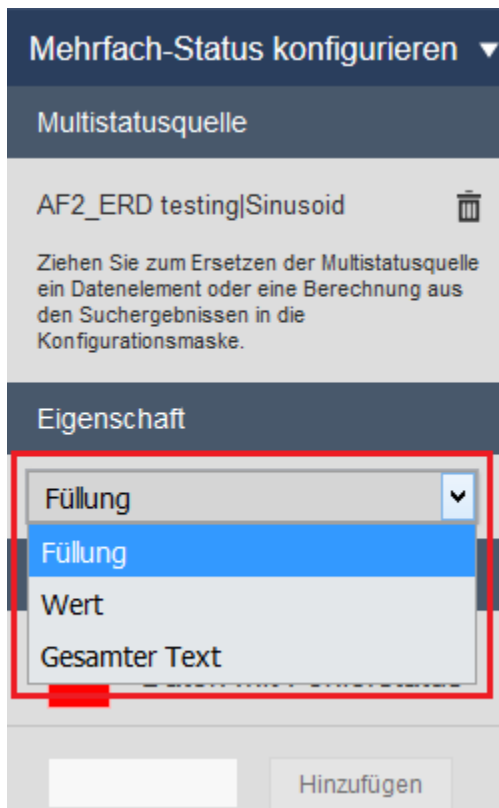 Mehrfach-Status konfigurieren
Multistatusquelle
AF2_ERD testing|Sinusoid
Ziehen Sie zum Ersetzen der Multistatusquelle
ein Datenelement oder eine Berechnung aus
den Suchergebnissen in die
Konfigurationsmaske.
Eigenschaft
Füllung
Füllung
Wert
Gesamter Text
Hinzufügen